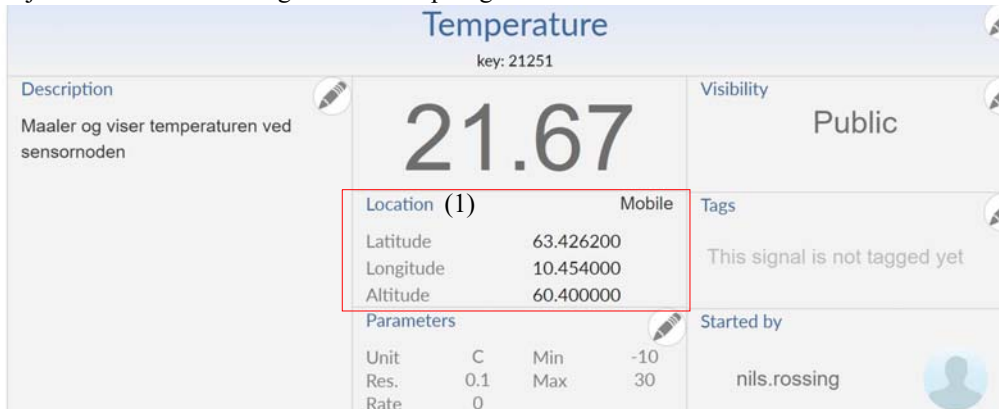 Temperature
key: 21251
Description
Maaler og viser temperaturen ved
sensornoden
21.67
Visibility
Public
Location (1) Mobile
Latitude 63.426200
Longitude 10.454000
Altitude 60.400000
Tags
This signal is not tagged yet
Parameters
Unit C Min -10
Res. 0.1 Max 30
Rate 0
Started by
nils.rossing